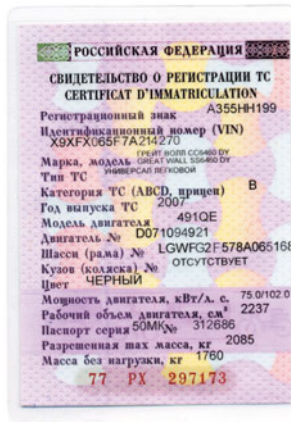 РОССИЙСКАЯ ФЕДЕРАЦИЯ
СВИДЕТЕЛЬСТВО О РЕГИСТРАЦИИ ТС
CERTIFICAT D'IMMATRICULATION
Регистрационный знак А355НН199
Идентификационный номер (VIN)
X9XFX065F7A214270
ГРЕЙТ ВОЛЛ СС6460 DY
Марка, модель GREAT WALL SS6460 DY
Тип ТС УНИВЕРСАЛ ЛЕГКОВОЙ
Категория ТС (ABCD, прицеп) В
Год выпуска ТС 2007
Модель двигателя 491QE
Двигатель № D071094921
Шасси (рама) № LGWFG2F578A065168
Кузов (коляска) № ОТСУТСТВУЕТ
Цвет ЧЕРНЫЙ
Мощность двигателя, кВт/л. с. 75.0/102.0
Рабочий объем двигателя, см³ 2237
Паспорт серия 50МК № 312686
Разрешенная max масса, кг 2085
Масса без нагрузки, кг 1760
77 РХ 297173